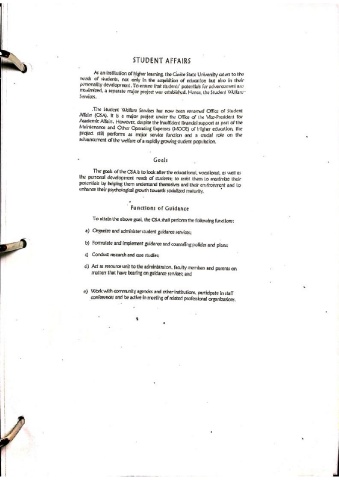 STUDENT AFFAIRS
As an institution of higher learning, the Cavite State University caters to the
needs of students, not only in the acquisition of education but also in their
personality development. To ensure that students' potentials for advancement are
maximized, a separate major project was established. Hence, the Student Welfare
Services.
The Student Welfare Services has now been renamed Office of Student
Affairs (OSA). It is a major project under the Office of the Vice-President for
Academic Affairs. However, despite the insufficient financial support as part of the
Maintenance and Other Operating Expenses (MOOE) of higher education, the
project still performs as major service function and a crucial role on the
advancement of the welfare of a rapidly growing student population.
Goals
The goal of the OSA is to look after the educational, vocational, as well as
the personal development needs of students; to assist them to maximize their
potentials by helping them understand themselves and their environment and to
enhance their psychological growth towards socialized maturity.
Functions of Guidance
To attain the above goal, the OSA shall perform the following functions:
a) Organize and administer student guidance services;
b) Formulate and implement guidance and counselling policies and plans;
c) Conduct research and case studies
d) Act as resource unit to the administration, faculty members and parents on
matters that have bearing on guidance services; and
e) Work with community agencies and other institutions, participate in staff
conferences and be active in meeting of related professional organizations.